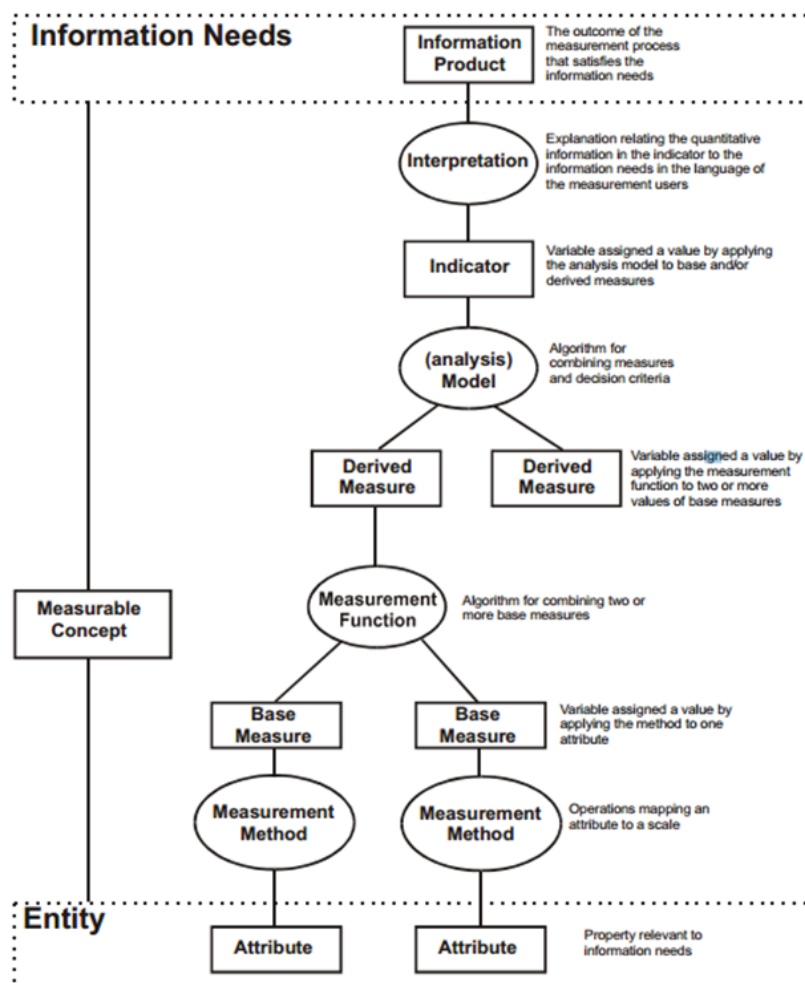 Information Needs
Information
Product
The outcome of the
measurement process
that satisfies the
information needs
Interpretation
Explanation relating the quantitative
information in the indicator to the
information needs in the language of
the measurement users
Indicator
Variable assigned a value by applying
the analysis model to base and/or
derived measures
(analysis)
Model
Algorithm for
combining measures
and decision criteria
Derived
Measure
Derived
Measure
Variable assigned a value by
applying the measurement
function to two or more
values of base measures
Measurable
Concept
Measurement
Function
Algorithm for combining two or
more base measures
Base
Measure
Base
Measure
Variable assigned a value by
applying the method to one
attribute
Measurement
Method
Measurement
Method
Operations mapping an
attribute to a scale
Entity
Attribute
Attribute
Property relevant to
information needs